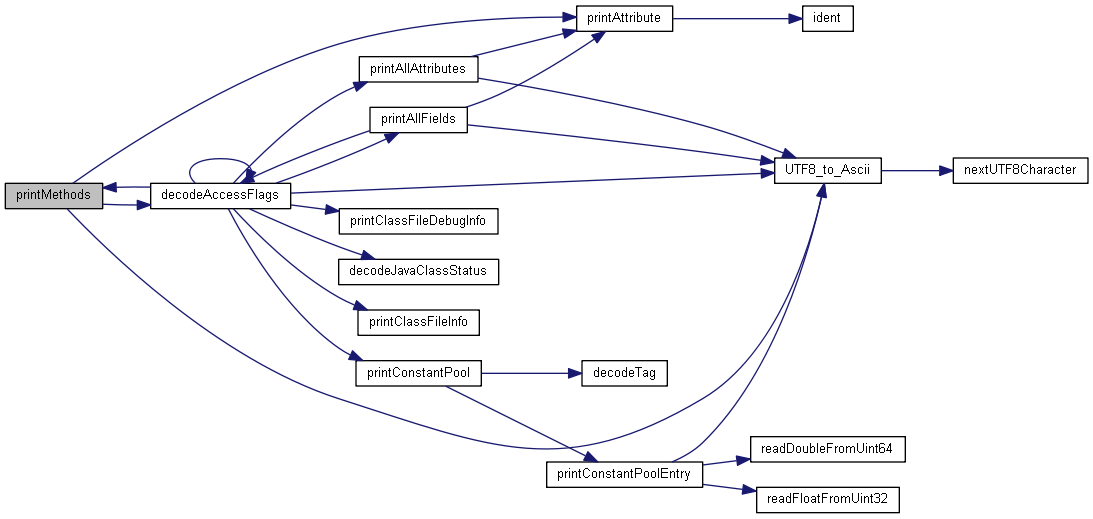 printMethods
decodeAccessFlags
printAllAttributes
printAllFields
printClassFileDebugInfo
decodeJavaClassStatus
printClassFileInfo
printConstantPool
printAttribute
ident
UTF8_to_Ascii
nextUTF8Character
decodeTag
printConstantPoolEntry
readDoubleFromUint64
readFloatFromUint32